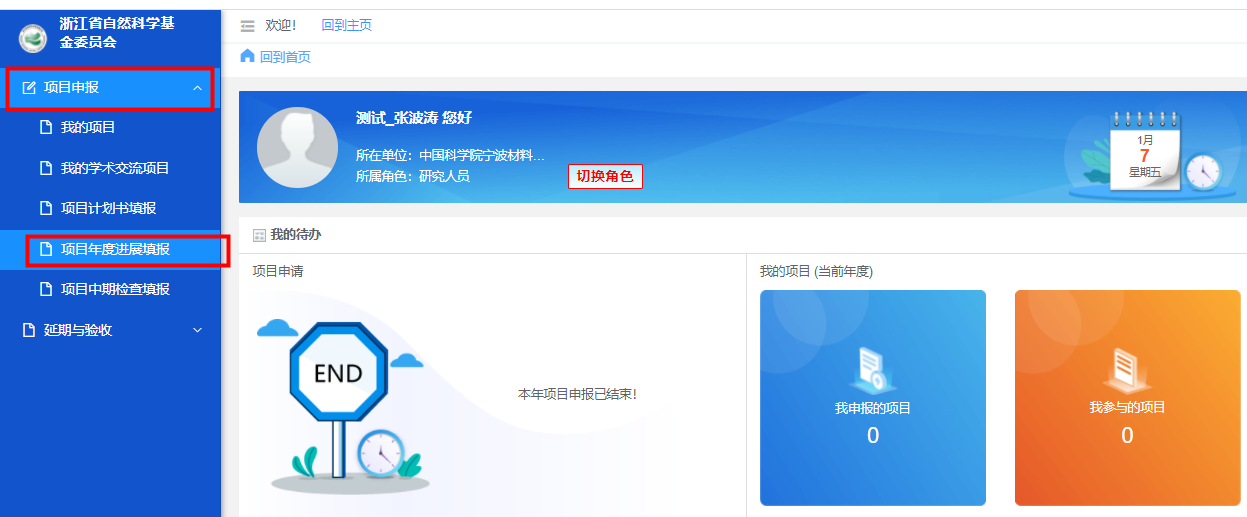 浙江省自然科学基
金委员会
项目申报
我的项目
我的学术交流项目
项目计划书填报
项目年度进展填报
项目中期检查填报
延期与验收
欢迎! 回到主页
回到首页
测试_张波涛 您好
所在单位：中国科学院宁波材料...
所属角色：研究人员
切换角色
1月
7
星期五
我的待办
项目申请
END
本年项目申报已结束!
我的项目 (当前年度)
我申报的项目
0
我参与的项目
0